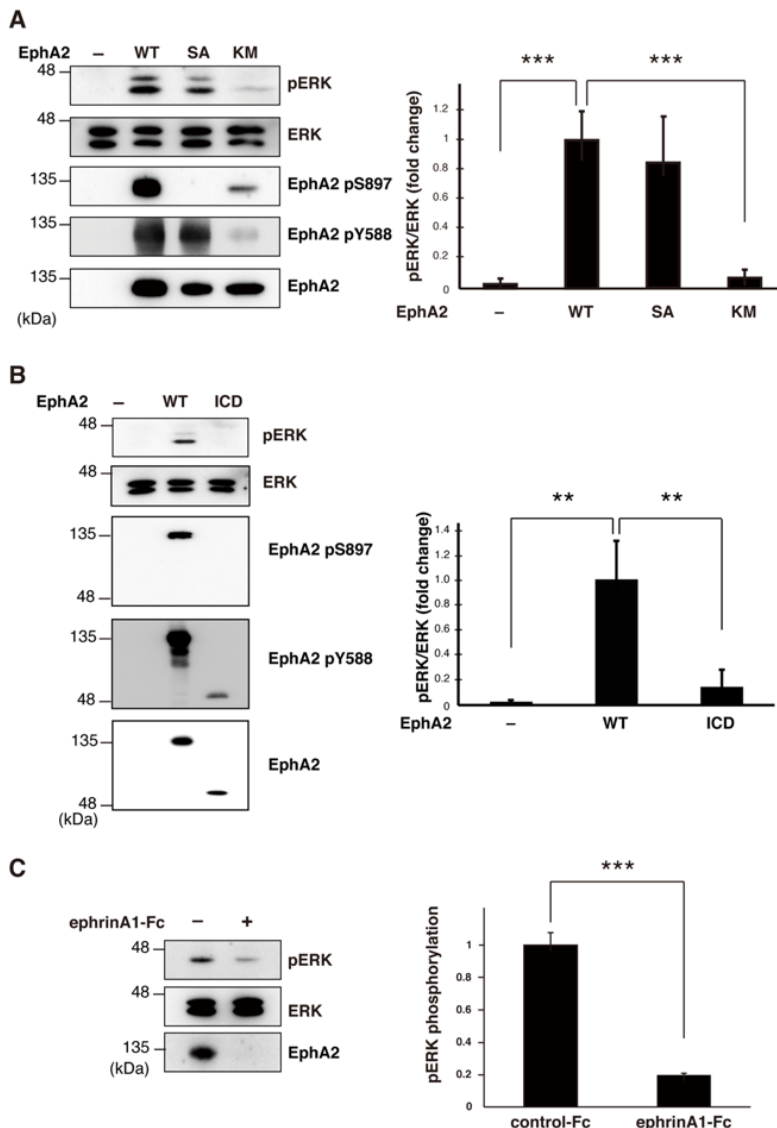 A
EphA2 – WT SA KM
48
pERK
48
ERK
135
EphA2 pS897
135
EphA2 pY588
135
EphA2
(kDa)
*** ***
pERK/ERK (fold change)
1.2
1
0.8
0.6
0.4
0.2
0
EphA2 – WT SA KM
B
EphA2 – WT ICD
48
pERK
48
ERK
135
EphA2 pS897
48
135
EphA2 pY588
48
135
EphA2
48
(kDa)
** **
pERK/ERK (fold change)
1.4
1.2
1
0.8
0.6
0.4
0.2
0
EphA2 – WT ICD
C
ephrinA1-Fc – +
48
pERK
48
ERK
135
EphA2
(kDa)
***
pERK phosphorylation
1
0.8
0.6
0.4
0.2
0
control-Fc ephrinA1-Fc